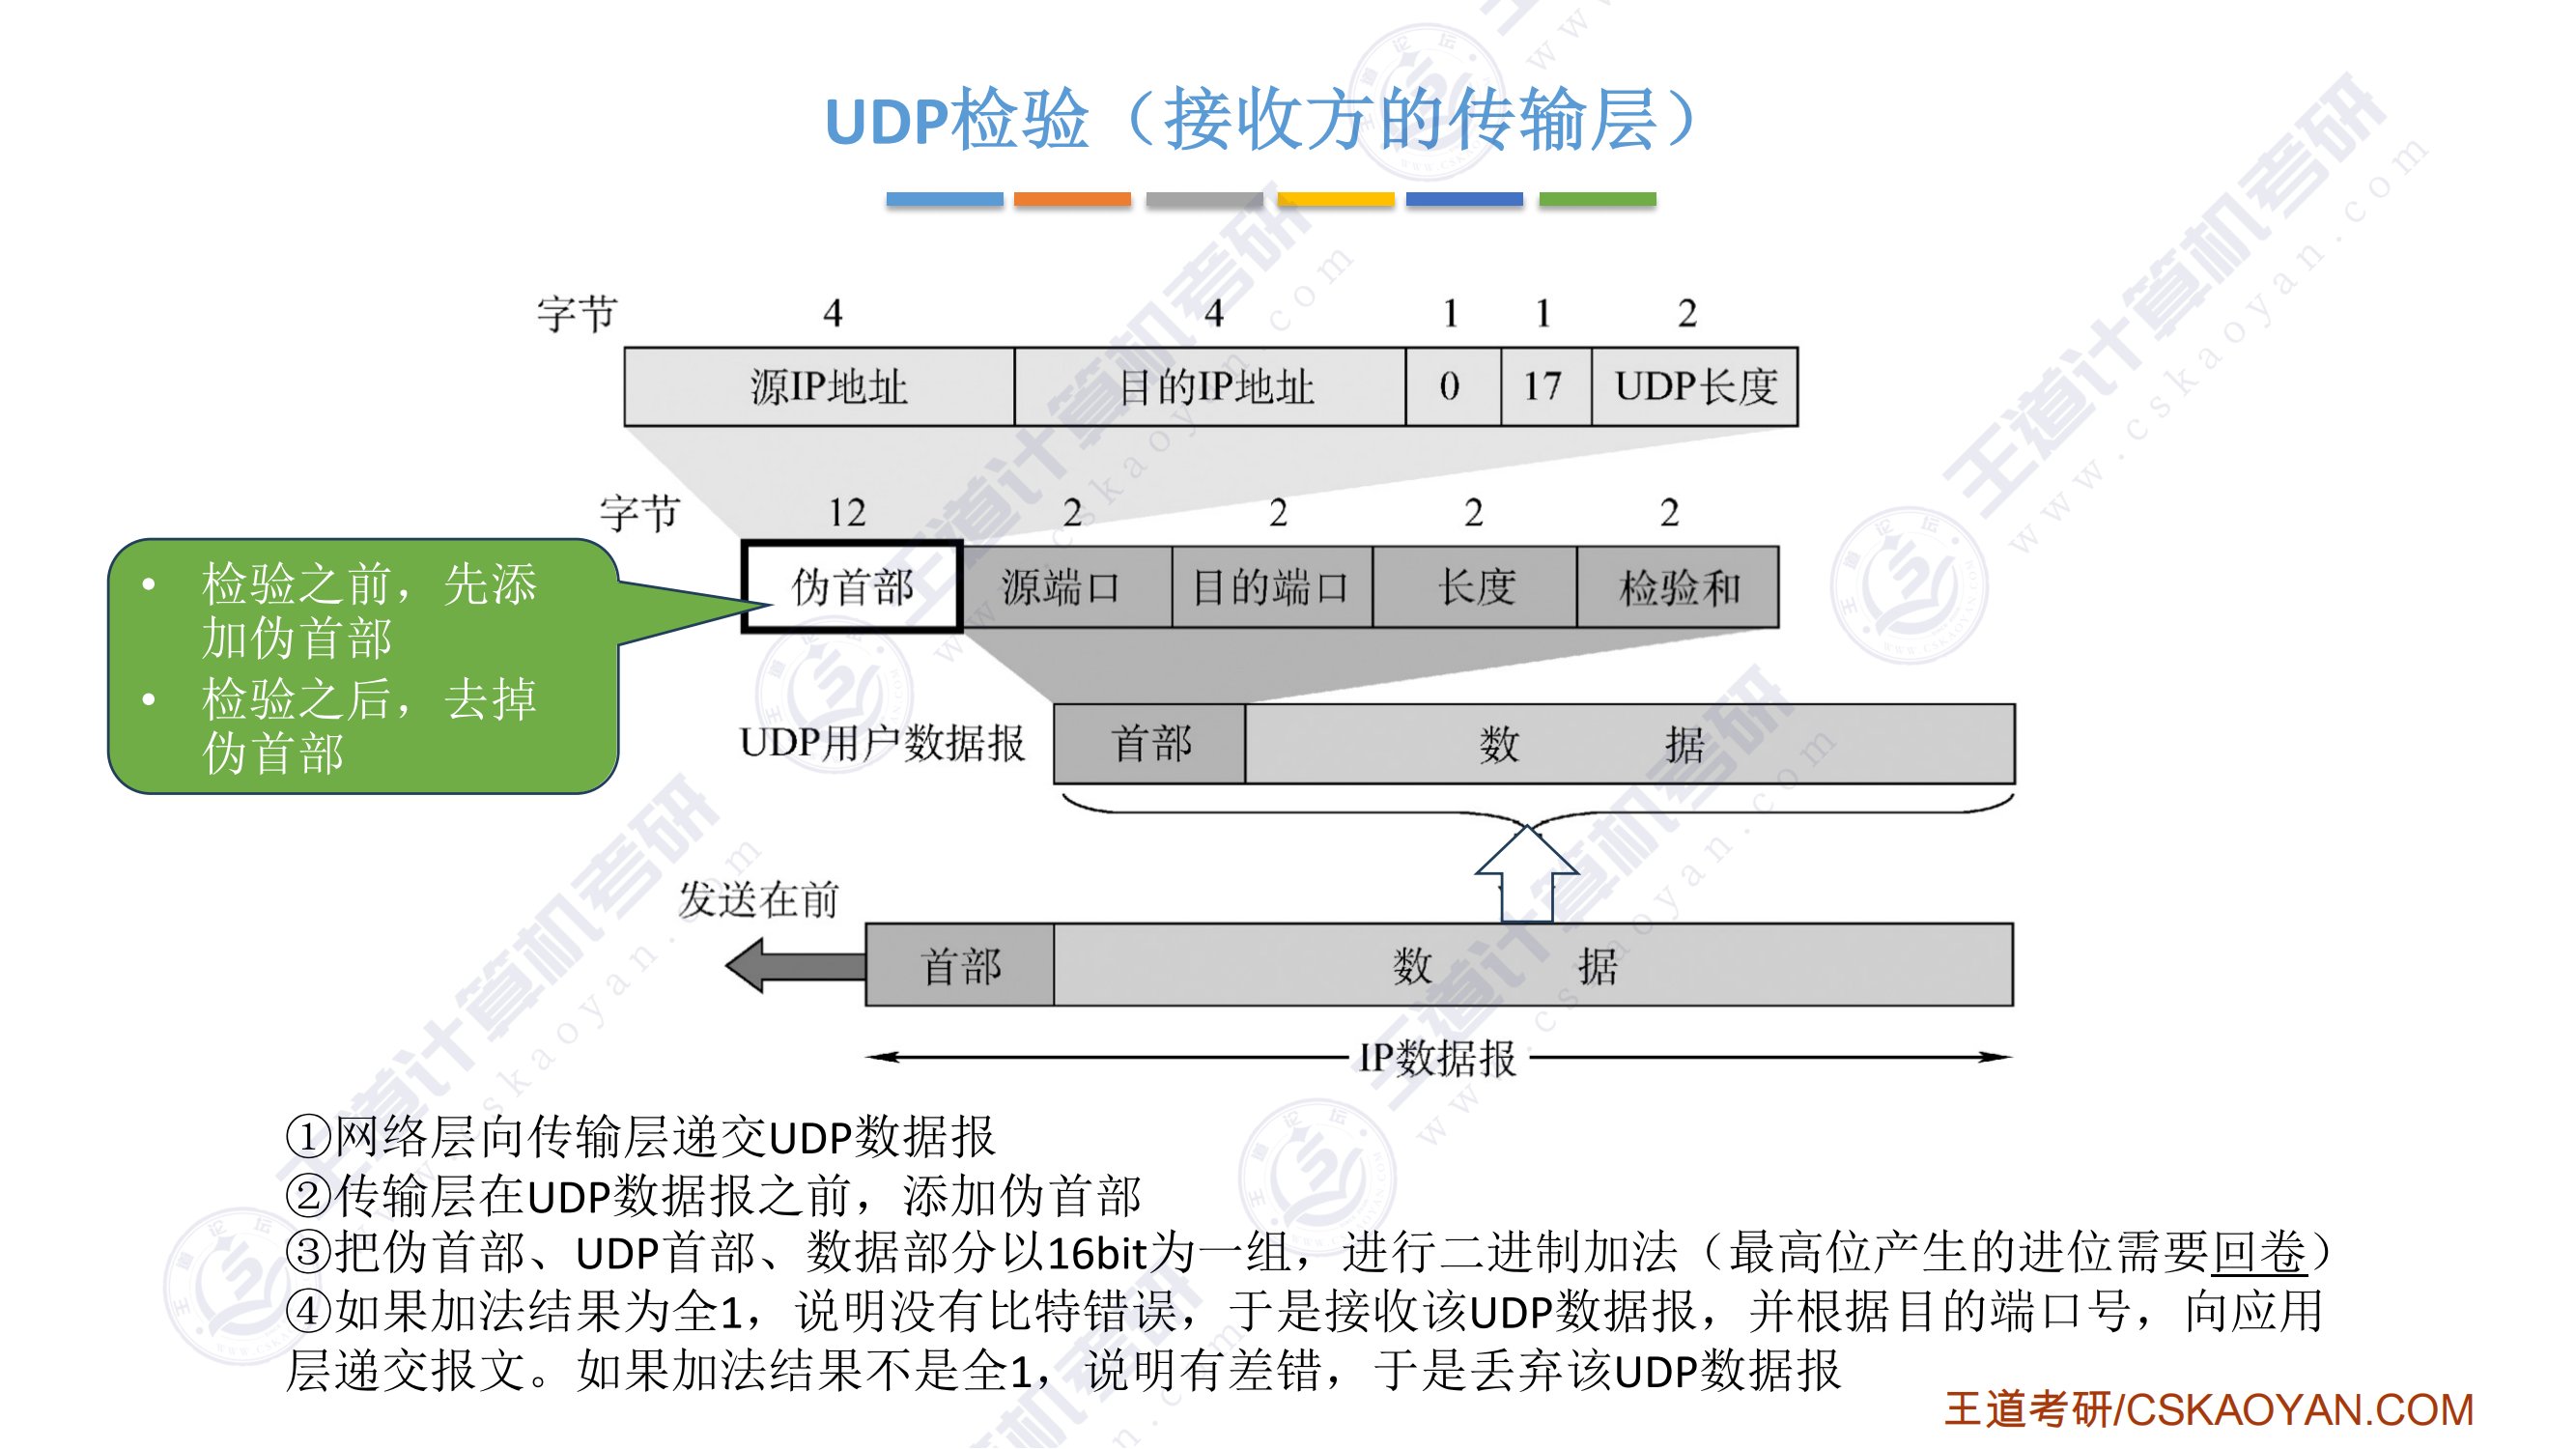 UDP检验（接收方的传输层）
字节 4 4 1 1 2
源IP地址 目的IP地址 0 17 UDP长度
字节 12 2 2 2 2
伪首部 源端口 目的端口 长度 检验和
• 检验之前，先添
加伪首部
• 检验之后，去掉
伪首部
UDP用户数据报 首部 数 据
发送在前
首部 数 据
IP数据报
①网络层向传输层递交UDP数据报
②传输层在UDP数据报之前，添加伪首部
③把伪首部、UDP首部、数据部分以16bit为一组，进行二进制加法（最高位产生的进位需要回卷）
④如果加法结果为全1，说明没有比特错误，于是接收该UDP数据报，并根据目的端口号，向应用
层递交报文。如果加法结果不是全1，说明有差错，于是丢弃该UDP数据报
王道考研/CSKAOYAN.COM
王道计算机考研
www.cskaoyan.com